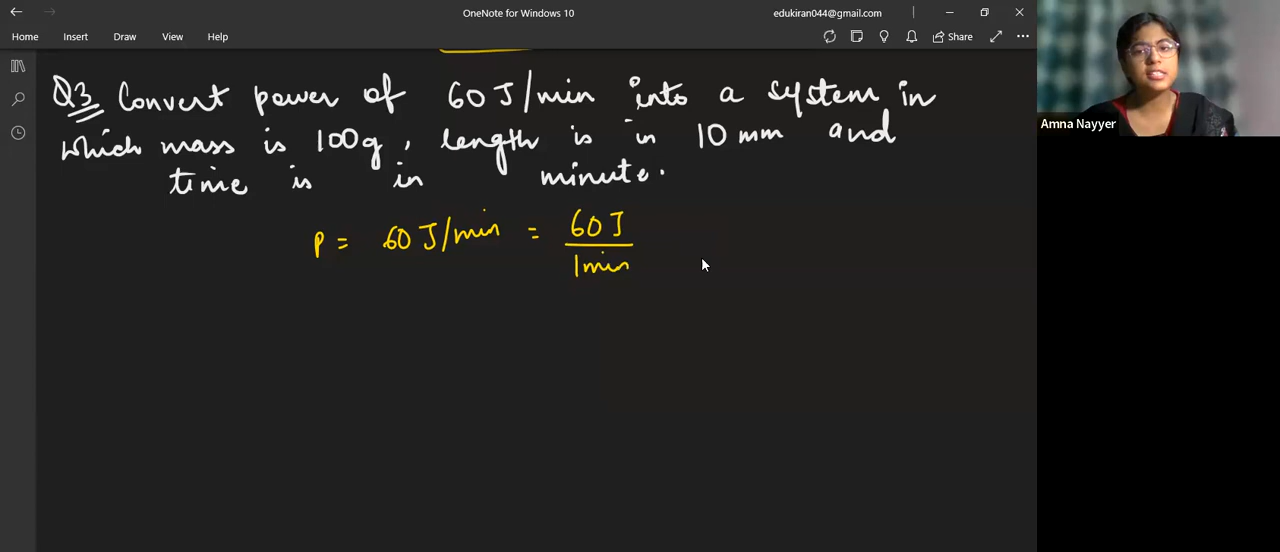 OneNote for Windows 10
edukiran044@gmail.com
Home Insert Draw View Help
Share
Q3 Convert power of 60 J/min into a system in
which mass is 100g, length is in 10 mm and
time is in minute.
P = 60 J/min = 60 J
1min
Amna Nayyer